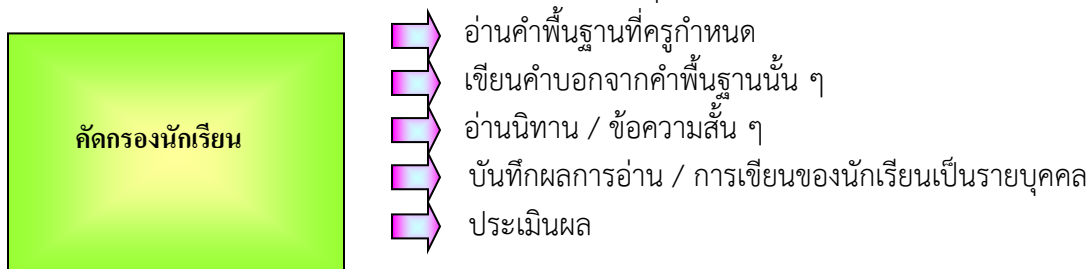 อ่านคำพื้นฐานที่ครูกำหนด
เขียนคำบอกจากคำพื้นฐานนั้น ๆ
คัดกรองนักเรียน
อ่านนิทาน / ข้อความสั้น ๆ
บันทึกผลการอ่าน / การเขียนของนักเรียนเป็นรายบุคคล
ประเมินผล